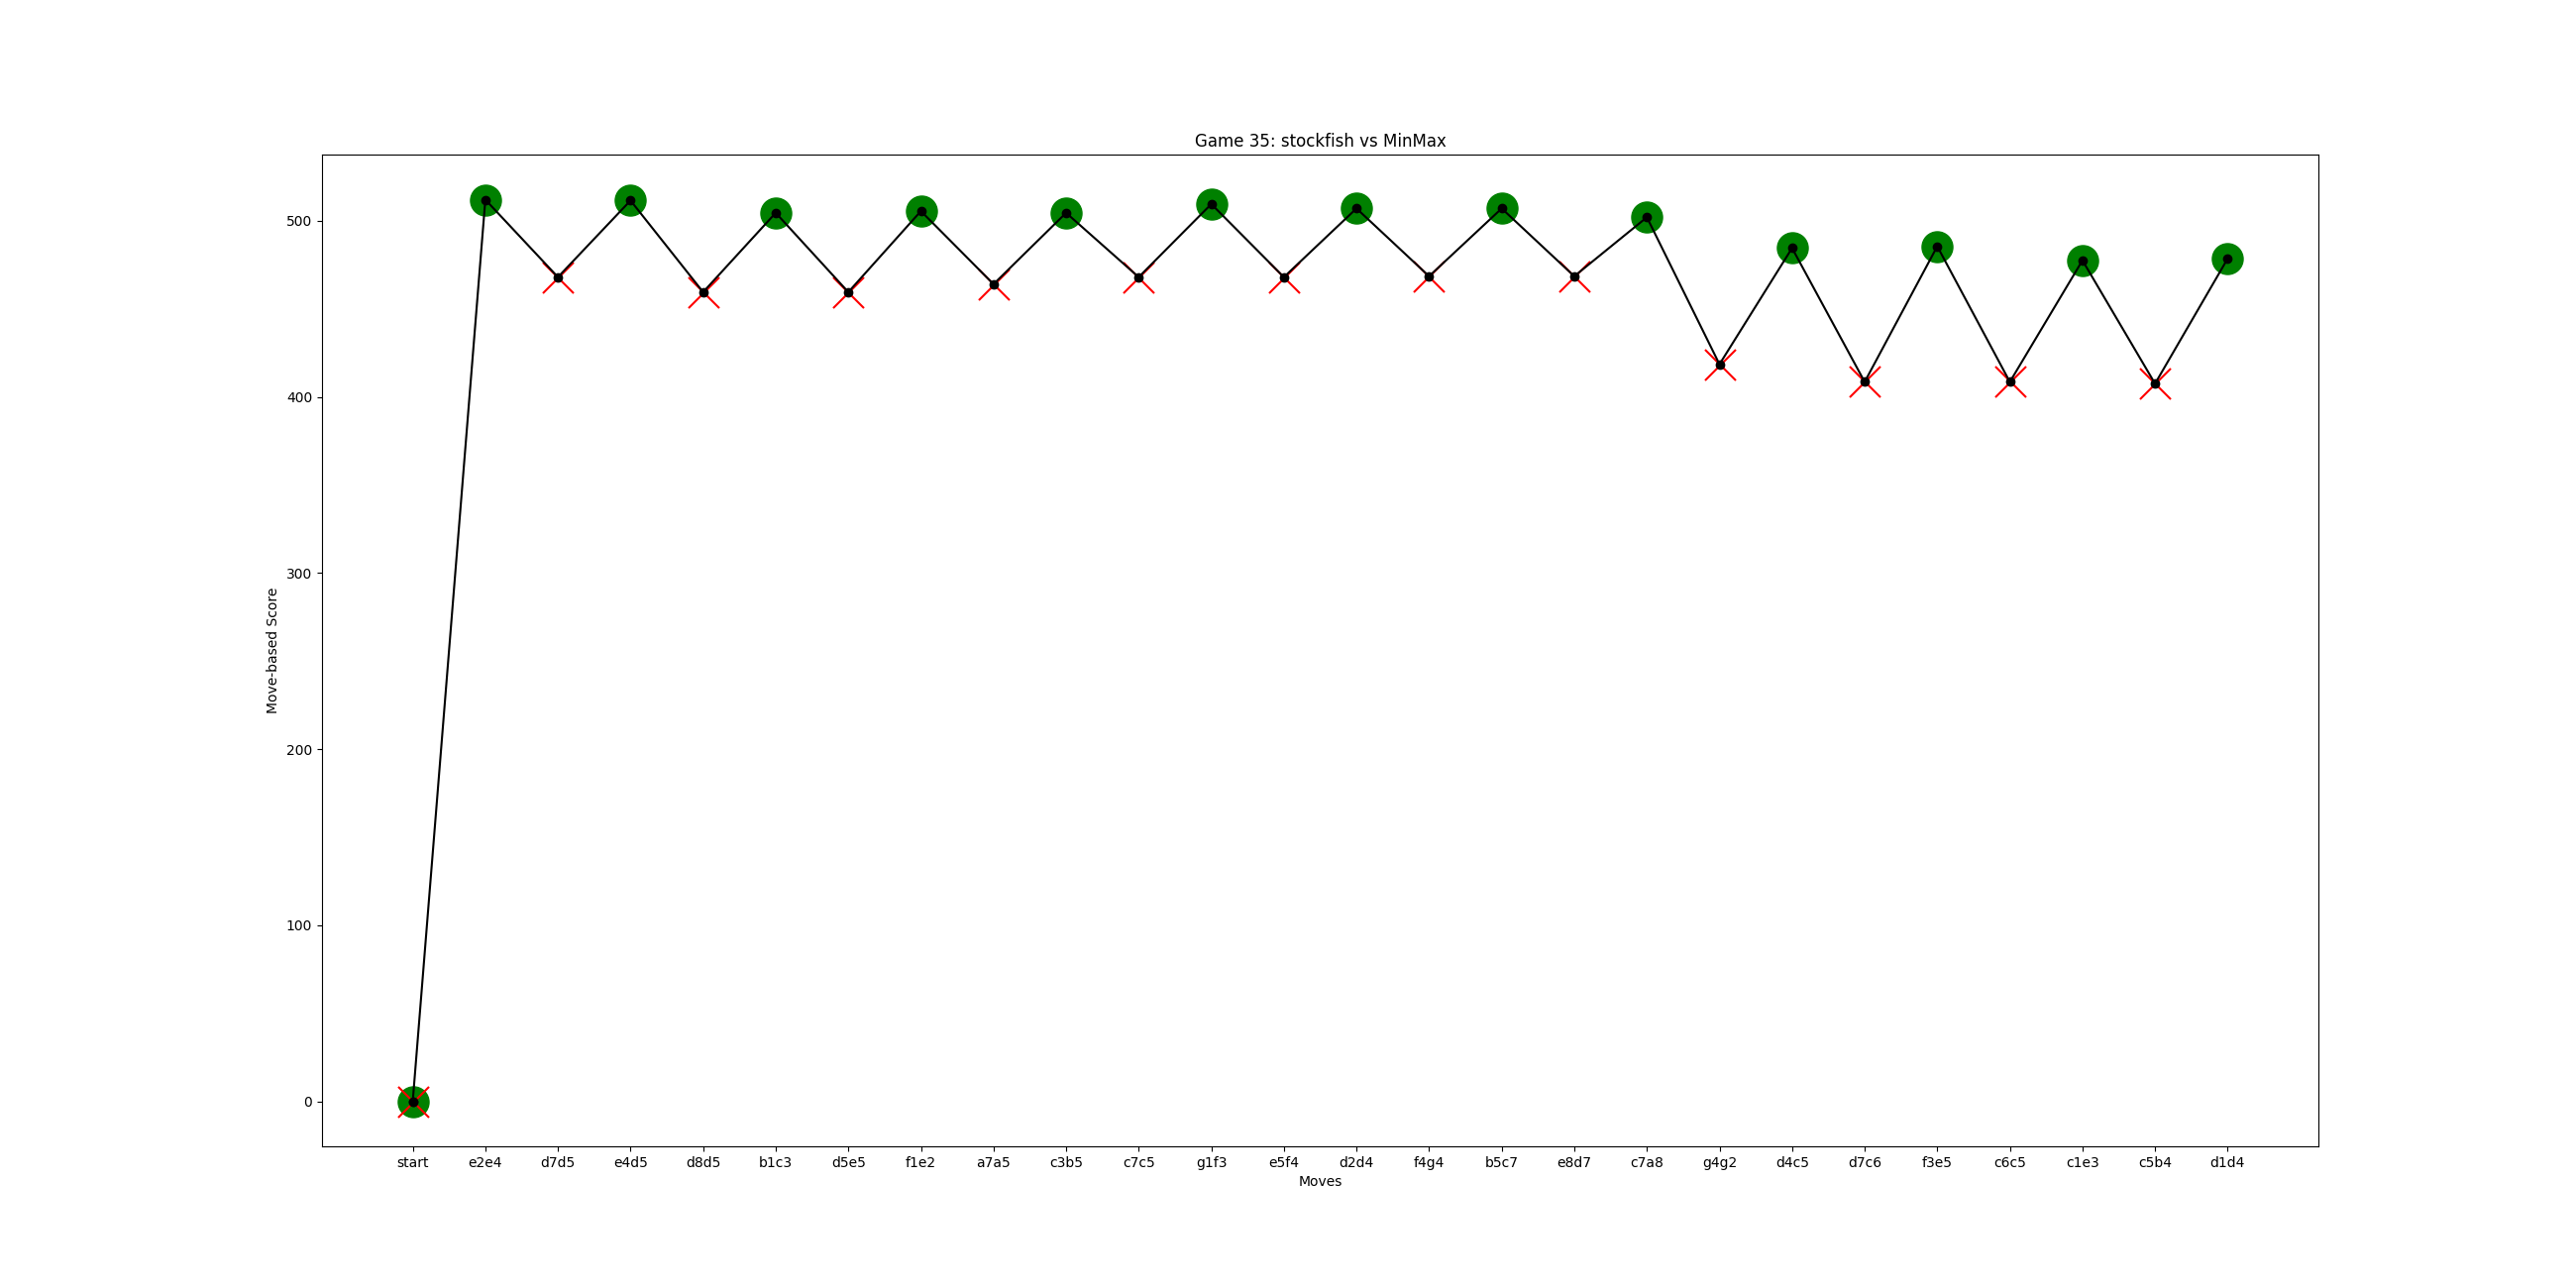 Game 35: stockfish vs MinMax
500
400
300
200
100
0
Move-based Score
start e2e4 d7d5 e4d5 d8d5 b1c3 d5e5 f1e2 a7a5 c3b5 c7c5 g1f3 e5f4 d2d4 f4g4 b5c7 e8d7 c7a8 g4g2 d4c5 d7c6 f3e5 c6c5 c1e3 c5b4 d1d4
Moves